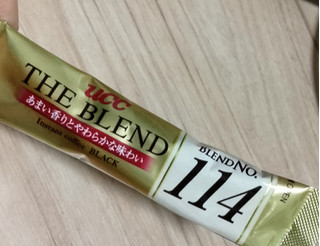 UCC
THE BLEND
あまい香りとやわらかな味わい
Instant coffee BLACK
BLEND NO.
114